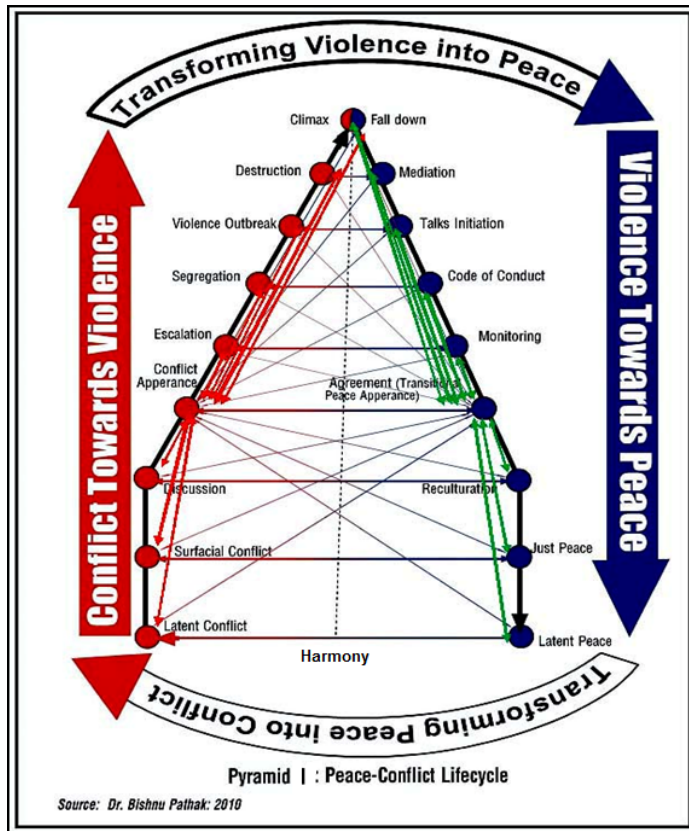 Transforming Violence into Peace
Climax
Fall down
Destruction
Mediation
Violence Outbreak
Talks Initiation
Segregation
Code of Conduct
Escalation
Monitoring
Conflict
Apperance
Agreement (Transitional
Peace Apperance)
Discussion
Reculturation
Surfacial Conflict
Just Peace
Latent Conflict
Latent Peace
Harmony
Conflict Towards Violence
Violence Towards Peace
Transforming Peace into Conflict
Pyramid I : Peace-Conflict Lifecycle
Source: Dr. Bishnu Pathak: 2010